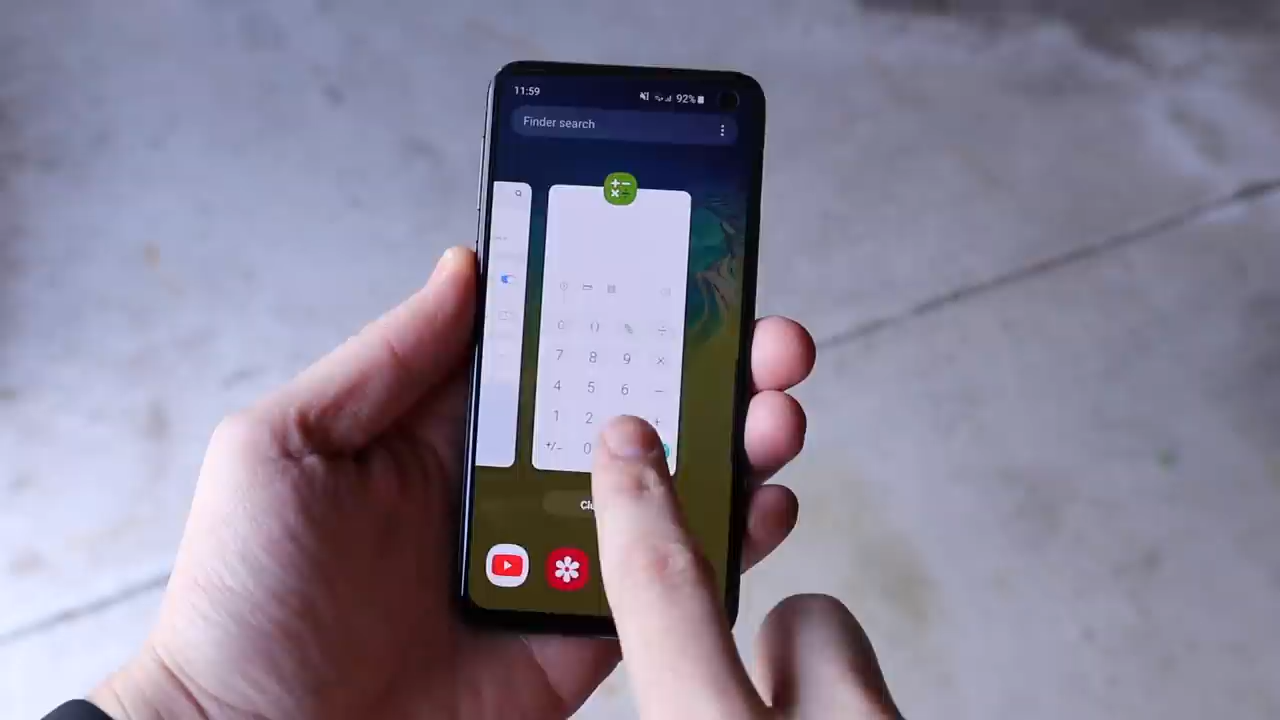 11:59
92%
Finder search
( ) % ÷
7 8 9 ×
4 5 6 −
1 2 +
+/− 0